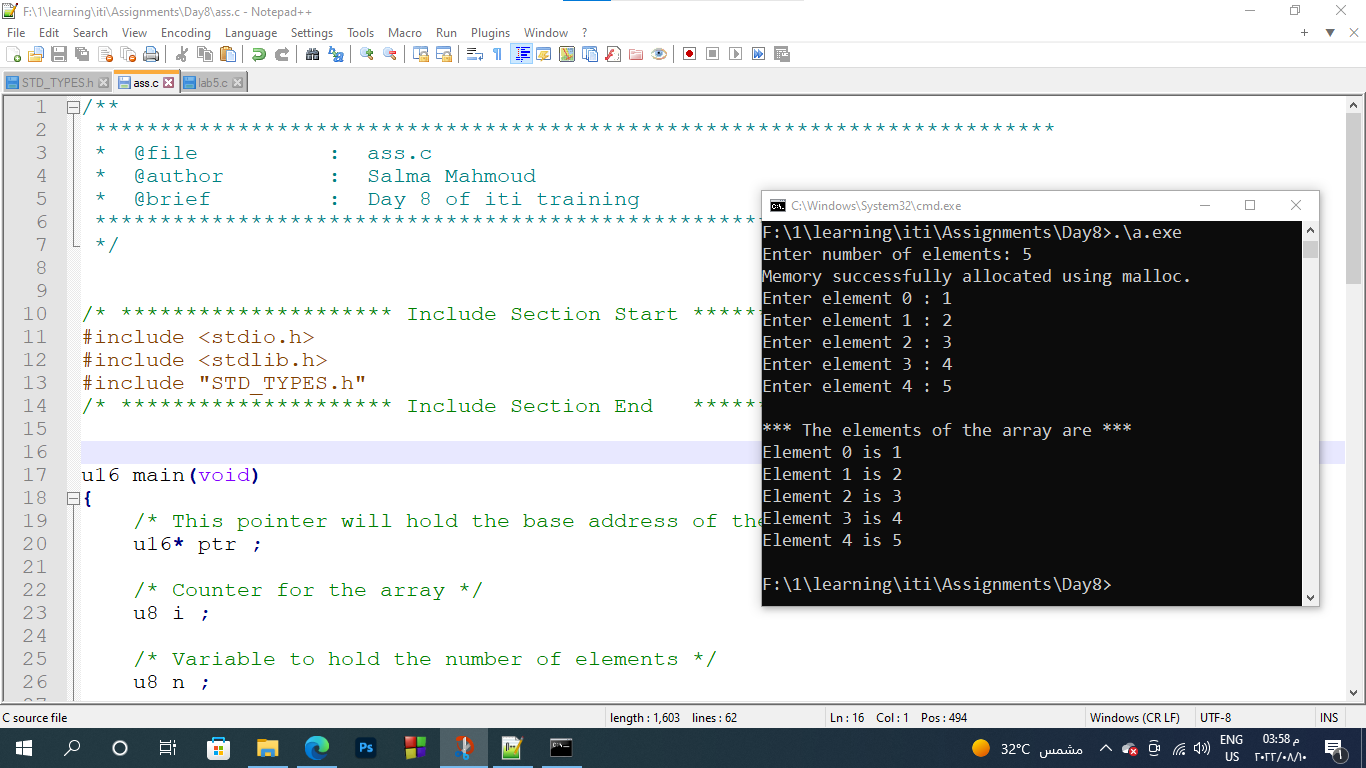 F:\1\learning\iti\Assignments\Day8\ass.c - Notepad++
File Edit Search View Encoding Language Settings Tools Macro Run Plugins Window ?
STD_TYPES.h ass.c lab5.c
1 /**
2 **************************************************************************
3 * @file : ass.c
4 * @author : Salma Mahmoud
5 * @brief : Day 8 of iti training
6 ****************************************************
7 */
8
9
10 /* ********************* Include Section Start ******
11 #include <stdio.h>
12 #include <stdlib.h>
13 #include "STD_TYPES.h"
14 /* ********************* Include Section End ******
15
16
17 u16 main(void)
18 {
19 /* This pointer will hold the base address of the
20 u16* ptr ;
21
22 /* Counter for the array */
23 u8 i ;
24
25 /* Variable to hold the number of elements */
26 u8 n ;
C:\Windows\System32\cmd.exe
F:\1\learning\iti\Assignments\Day8>.\a.exe
Enter number of elements: 5
Memory successfully allocated using malloc.
Enter element 0 : 1
Enter element 1 : 2
Enter element 2 : 3
Enter element 3 : 4
Enter element 4 : 5
*** The elements of the array are ***
Element 0 is 1
Element 1 is 2
Element 2 is 3
Element 3 is 4
Element 4 is 5
F:\1\learning\iti\Assignments\Day8>
C source file length : 1,603 lines : 62 Ln : 16 Col : 1 Pos : 494 Windows (CR LF) UTF-8 INS
Ps
32°C مشمس
ENG
US
03:58 م
٢٠٢٢/٠٨/١٠
1